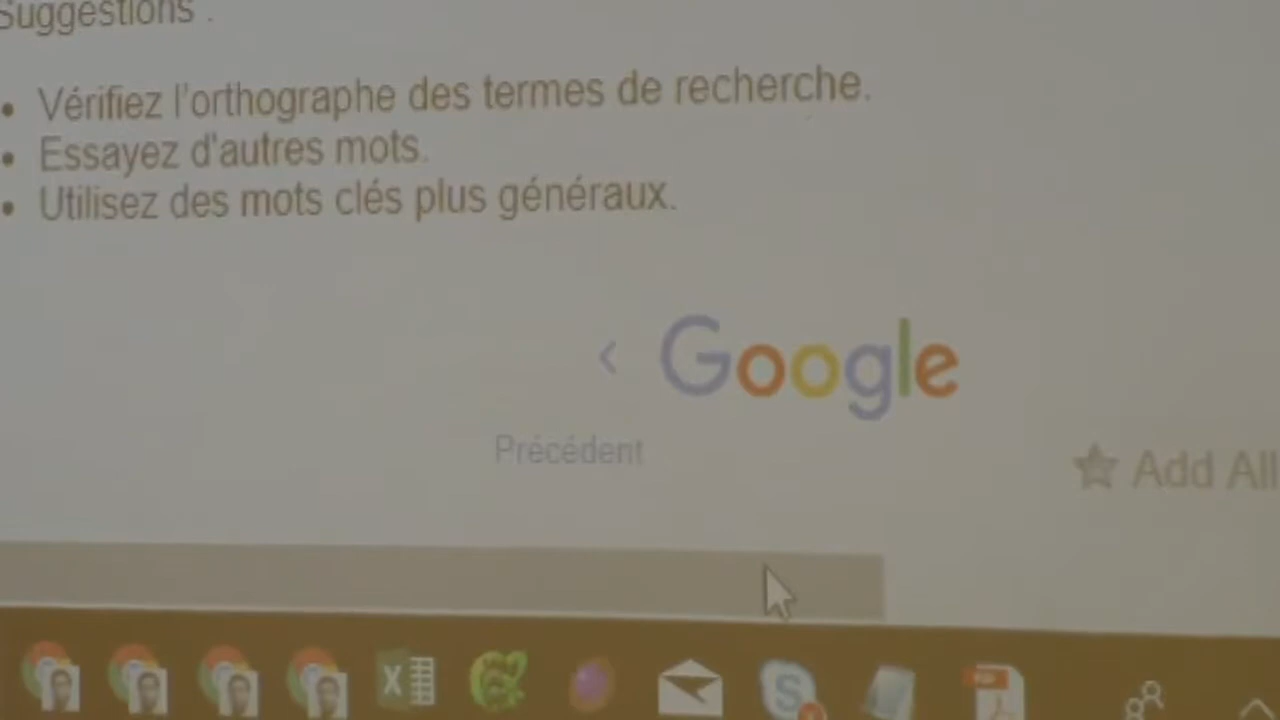 Suggestions :
Vérifiez l'orthographe des termes de recherche.
Essayez d'autres mots.
Utilisez des mots clés plus généraux.
< Google
Précédent
Add All
PDF